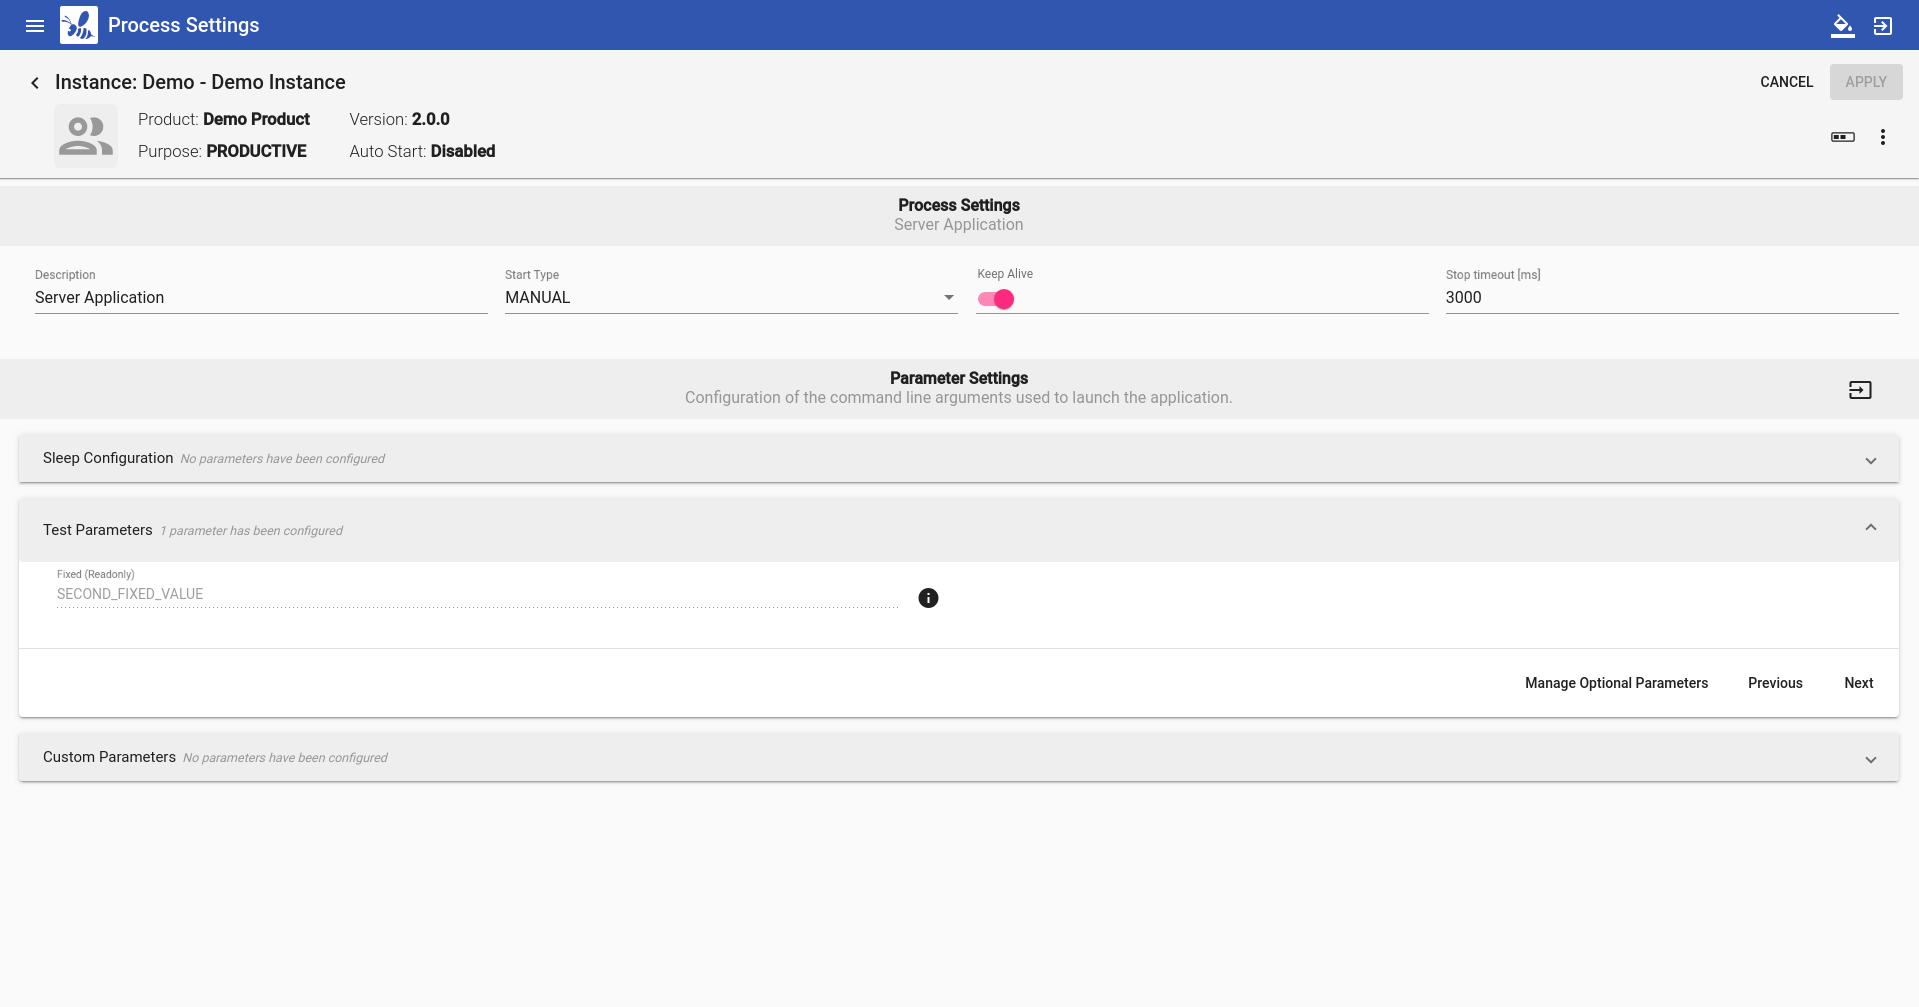 Process Settings
Instance: Demo - Demo Instance
CANCEL
APPLY
Product: Demo Product
Version: 2.0.0
Purpose: PRODUCTIVE
Auto Start: Disabled
Process Settings
Server Application
Description
Start Type
Keep Alive
Stop timeout [ms]
Server Application
MANUAL
3000
Parameter Settings
Configuration of the command line arguments used to launch the application.
Sleep Configuration No parameters have been configured
Test Parameters 1 parameter has been configured
Fixed (Readonly)
SECOND_FIXED_VALUE
Manage Optional Parameters
Previous
Next
Custom Parameters No parameters have been configured